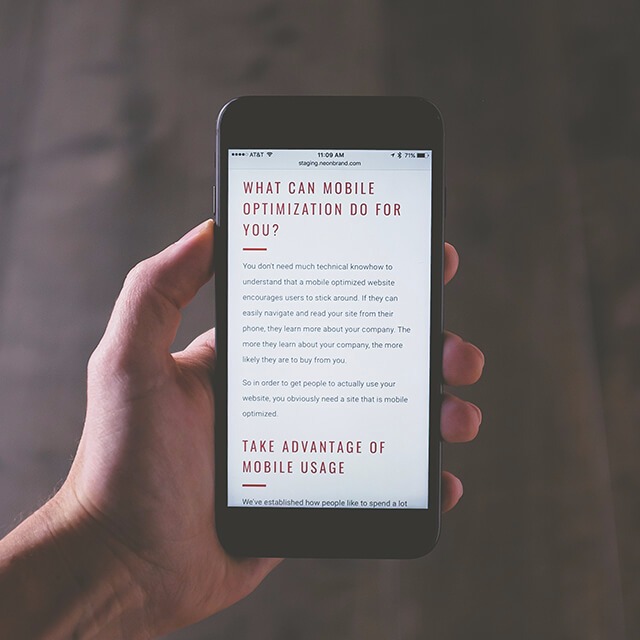 AT&T 11:09 AM 71%
staging.neonbrand.com
WHAT CAN MOBILE
OPTIMIZATION DO FOR
YOU?
You don't need much technical knowhow to
understand that a mobile optimized website
encourages users to stick around. If they can
easily navigate and read your site from their
phone, they learn more about your company. The
more they learn about your company, the more
likely they are to buy from you.
So in order to get people to actually use your
website, you obviously need a site that is mobile
optimized.
TAKE ADVANTAGE OF
MOBILE USAGE
We've established how people like to spend a lot